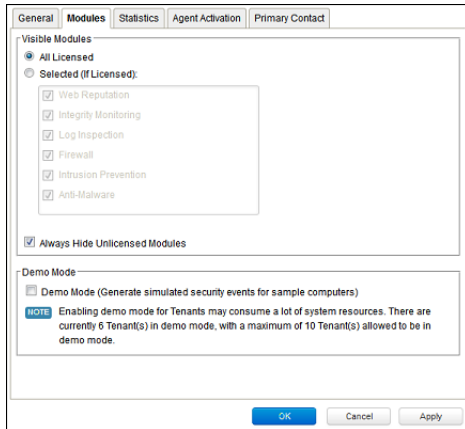 General Modules Statistics Agent Activation Primary Contact
Visible Modules
All Licensed
Selected (If Licensed):
Web Reputation
Integrity Monitoring
Log Inspection
Firewall
Intrusion Prevention
Anti-Malware
Always Hide Unlicensed Modules
Demo Mode
Demo Mode (Generate simulated security events for sample computers)
NOTE Enabling demo mode for Tenants may consume a lot of system resources. There are
currently 6 Tenant(s) in demo mode, with a maximum of 10 Tenant(s) allowed to be in
demo mode.
OK Cancel Apply